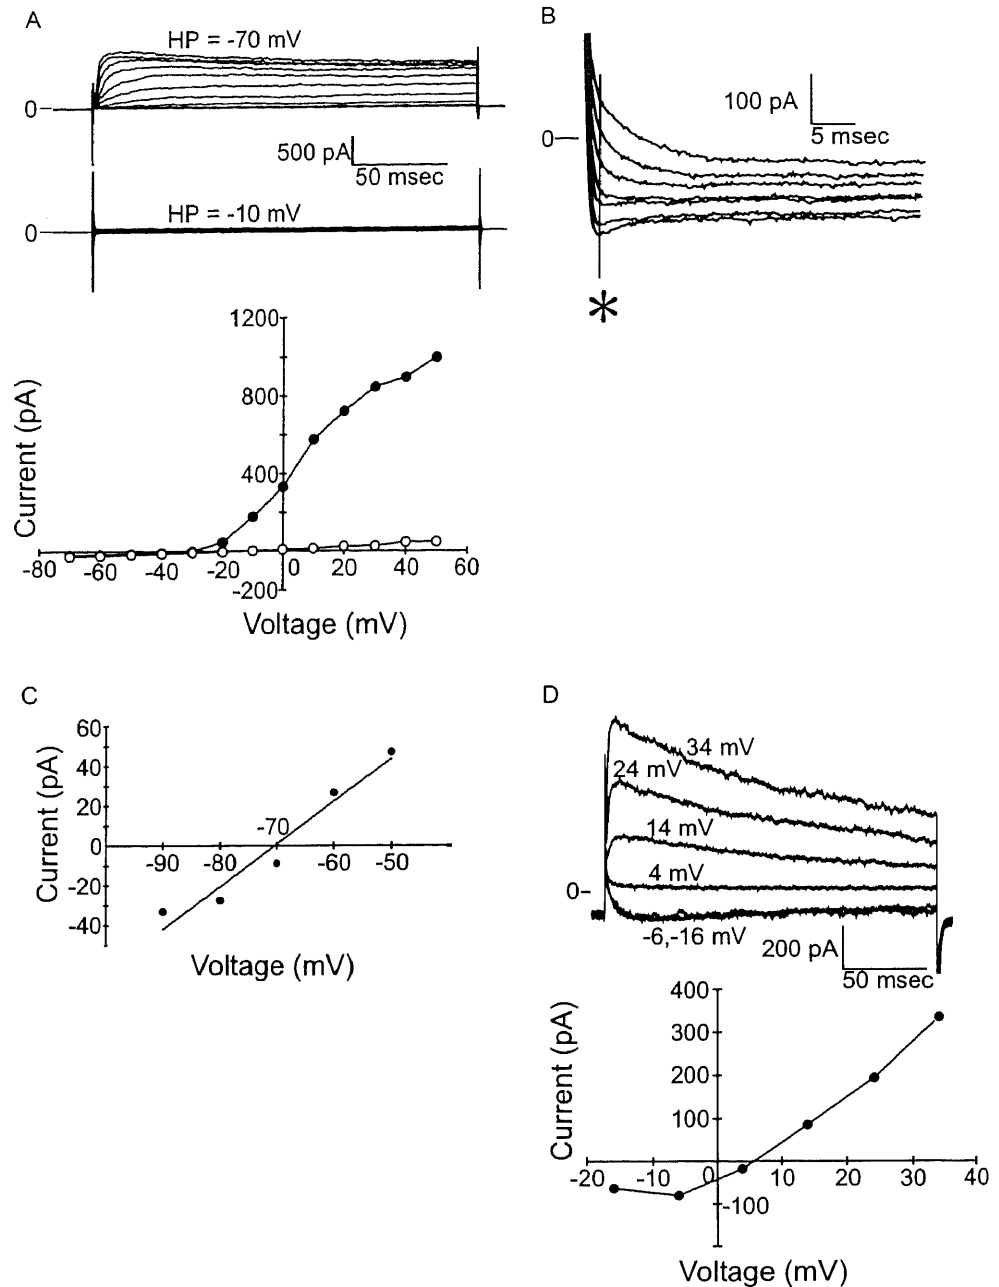 A
HP = -70 mV
0
500 pA
50 msec
HP = -10 mV
0
1200
800
400
-200
-80 -60 -40 -20 0 20 40 60
Current (pA)
Voltage (mV)
B
100 pA
5 msec
0
*
C
60
40
20
0
-20
-40
-90 -80 -70 -60 -50
Current (pA)
Voltage (mV)
D
34 mV
24 mV
14 mV
4 mV
0
-6,-16 mV
200 pA
50 msec
400
300
200
100
-100
-20 -10 0 10 20 30 40
Current (pA)
Voltage (mV)